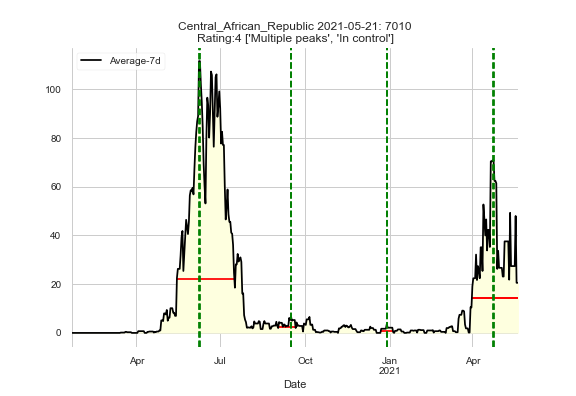 Central_African_Republic 2021-05-21: 7010
Rating:4 ['Multiple peaks', 'In control']
Average-7d
100
80
60
40
20
0
Apr
Jul
Oct
Jan
2021
Apr
Date